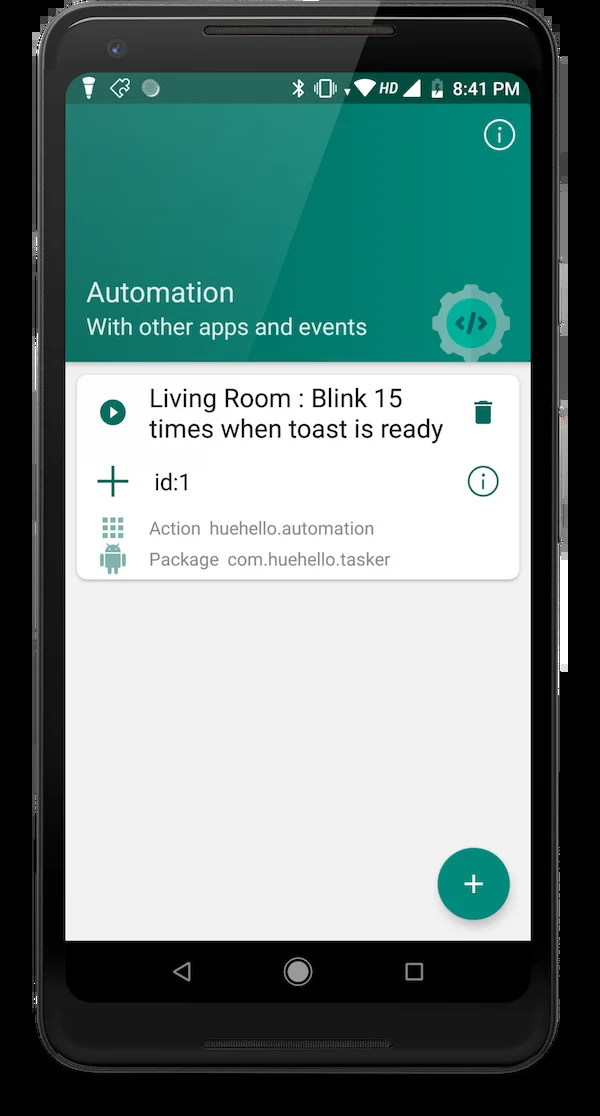 HD 8:41 PM
Automation
With other apps and events
</>
Living Room : Blink 15
times when toast is ready
id:1
Action huehello.automation
Package com.huehello.tasker